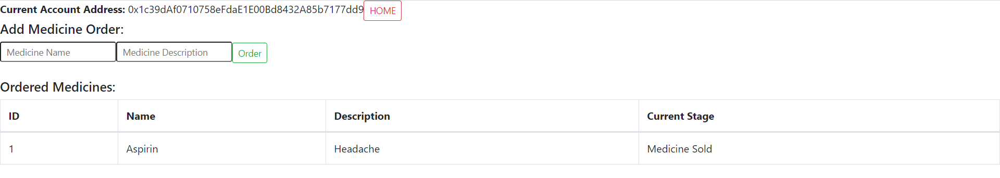 Current Account Address: 0x1c39dAf0710758eFdaE1E00Bd8432A85b7177dd9 HOME
Add Medicine Order:
Medicine Name Medicine Description Order
Ordered Medicines:
ID Name Description Current Stage
1 Aspirin Headache Medicine Sold